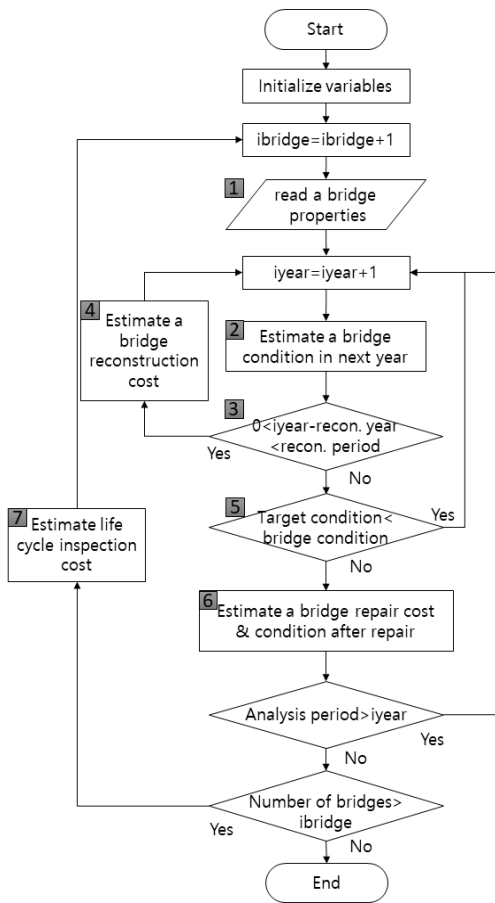 Start
Initialize variables
ibridge=ibridge+1
1
read a bridge
properties
iyear=iyear+1
4
Estimate a
bridge
reconstruction
cost
2
Estimate a bridge
condition in next year
3
0<iyear-recon. year
<recon. period
Yes
No
5
Target condition<
bridge condition
Yes
No
7
Estimate life
cycle inspection
cost
6
Estimate a bridge repair cost
& condition after repair
Analysis period>iyear
Yes
No
Number of bridges>
ibridge
Yes
No
End